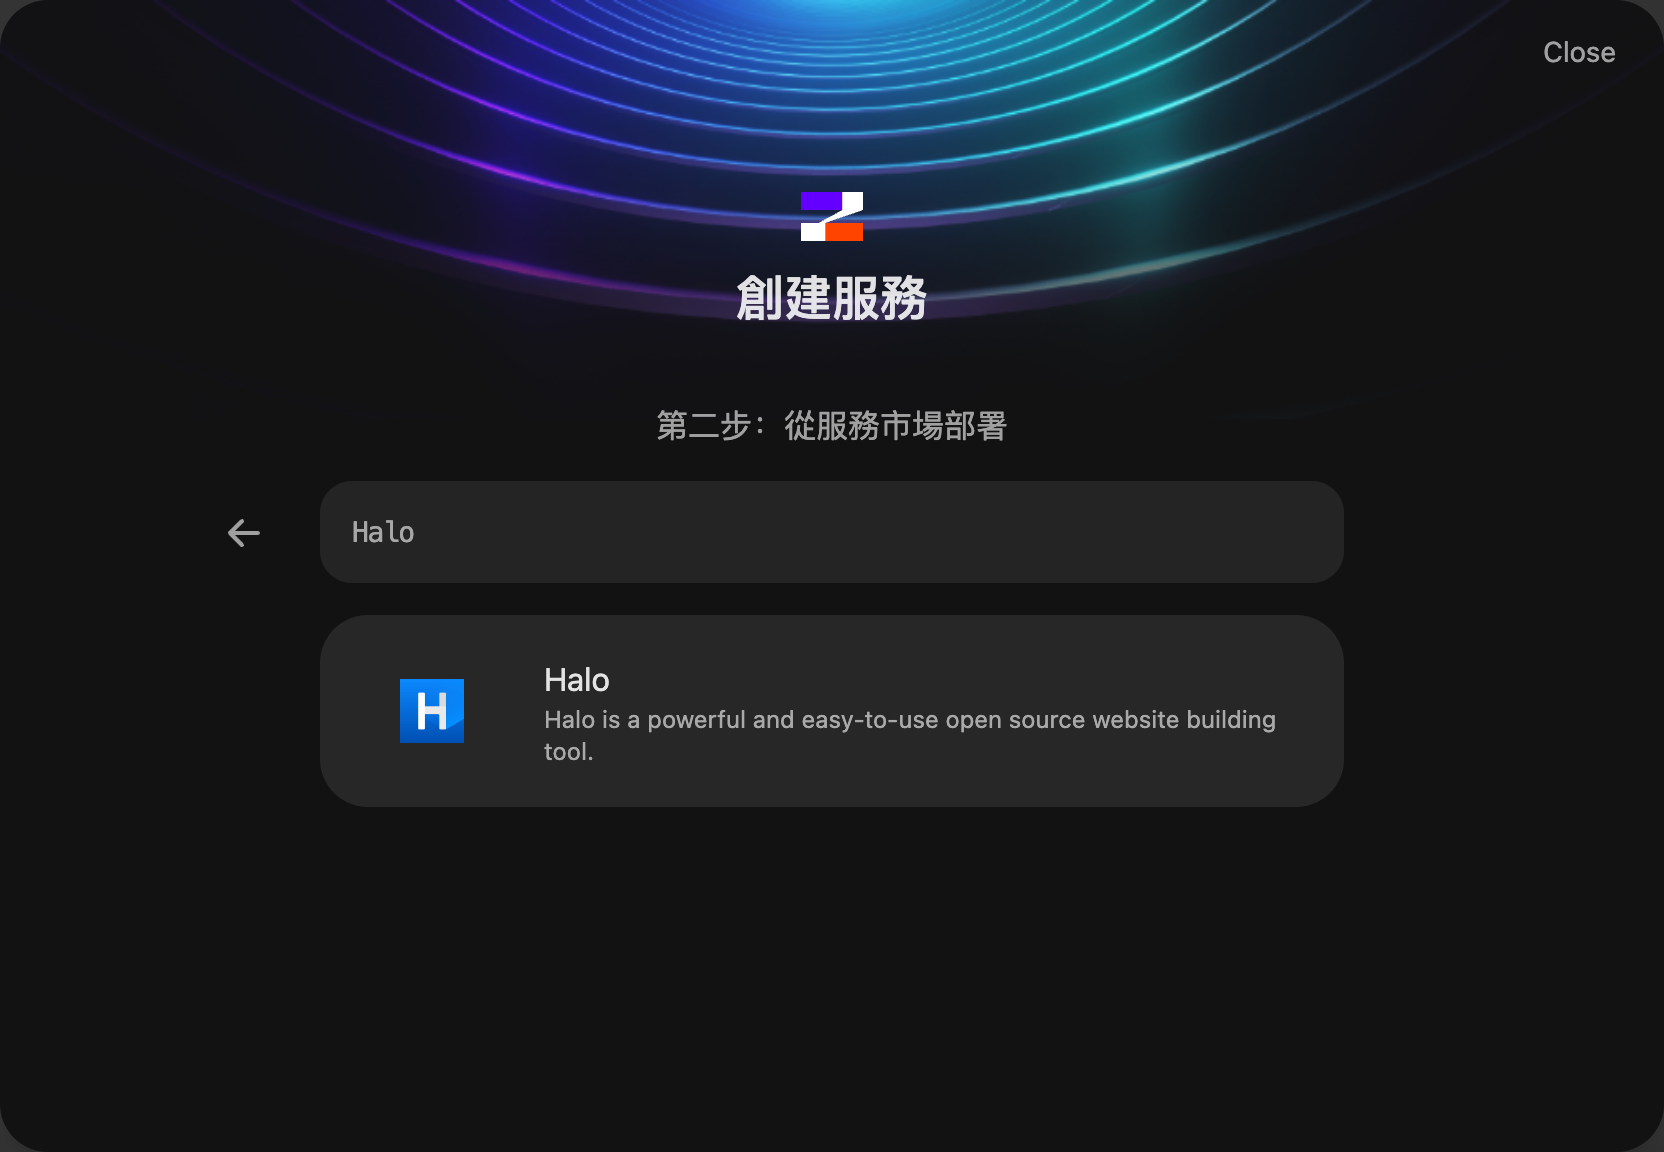 Close
創建服務
第二步：從服務市場部署
Halo
H
Halo
Halo is a powerful and easy-to-use open source website building
tool.